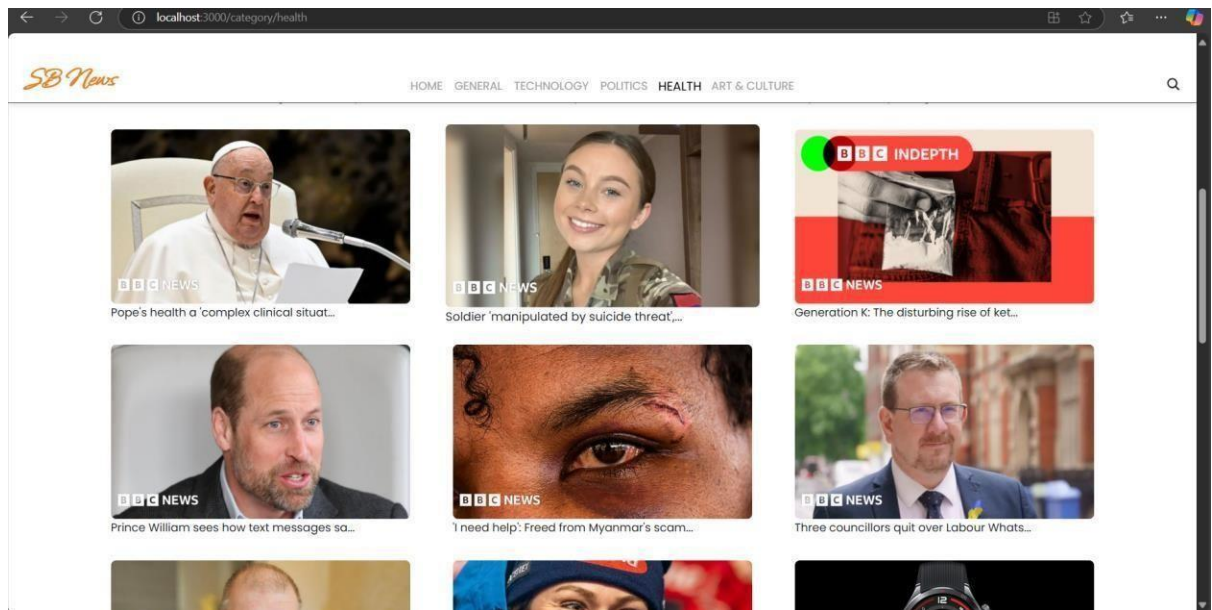 localhost:3000/category/health
SB News
HOME GENERAL TECHNOLOGY POLITICS HEALTH ART & CULTURE
BBC INDEPTH
BBC NEWS
BBC NEWS
BBC NEWS
Pope's health a 'complex clinical situat...
Soldier 'manipulated by suicide threat',...
Generation K: The disturbing rise of ket...
BBC NEWS
BBC NEWS
BBC NEWS
Prince William sees how text messages sa...
'I need help': Freed from Myanmar's scam...
Three councillors quit over Labour Whats...
12